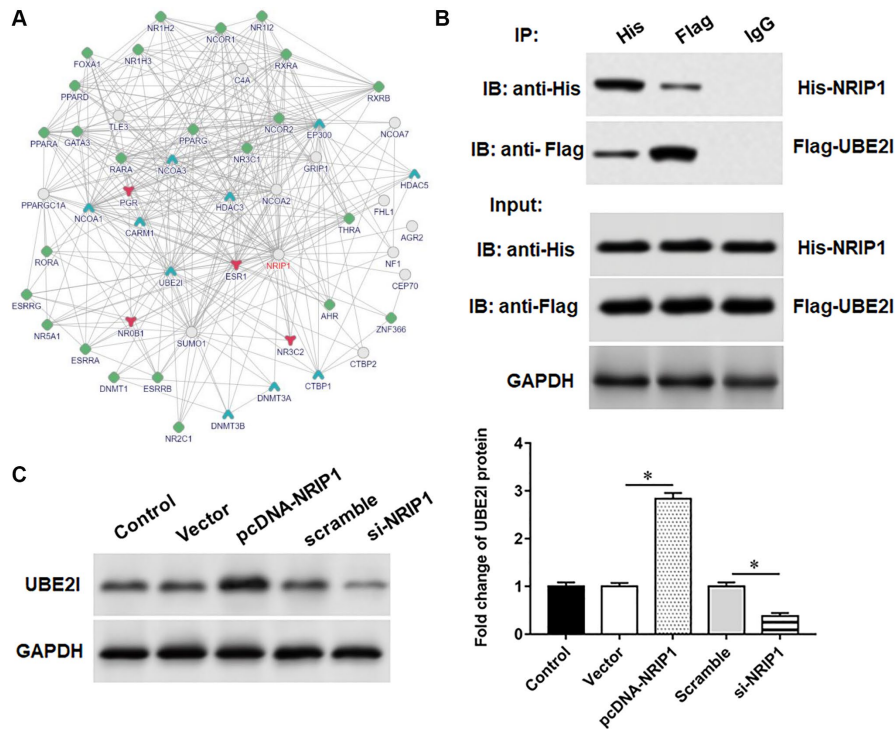 A
NR1H2
NCOR1
NR1I2
FOXA1
NR1H3
RXRA
C4A
PPARD
RXRB
TLE3
PPARA
GATA3
PPARG
NCOR2
EP300
NCOA7
RARA
NCOA3
NR3C1
GRIP1
HDAC5
PPARGC1A
NCOA1
PGR
HDAC3
NCOA2
FHL1
CARM1
THRA
AGR2
RORA
UBE2I
ESR1
NRIP1
NF1
CEP70
ESRRG
AHR
ZNF366
NR5A1
NR0B1
SUMO1
NR3C2
ESRRA
CTBP2
DNMT1
ESRRB
DNMT3A
CTBP1
DNMT3B
NR2C1
B
IP: His Flag IgG
IB: anti-His His-NRIP1
IB: anti- Flag Flag-UBE2I
Input:
IB: anti-His His-NRIP1
IB: anti-Flag Flag-UBE2I
GAPDH
C
Control Vector pcDNA-NRIP1 scramble si-NRIP1
UBE2I
GAPDH
Fold change of UBE2I protein
4
3
2
1
0
* *
Control Vector pcDNA-NRIP1 Scramble si-NRIP1